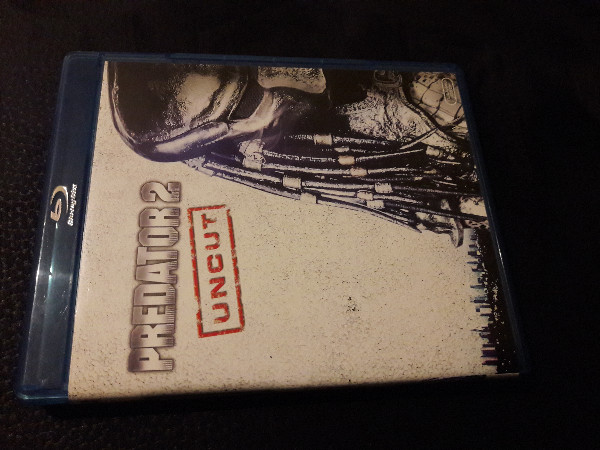 Blu-ray Disc
PREDATOR 2
UNCUT